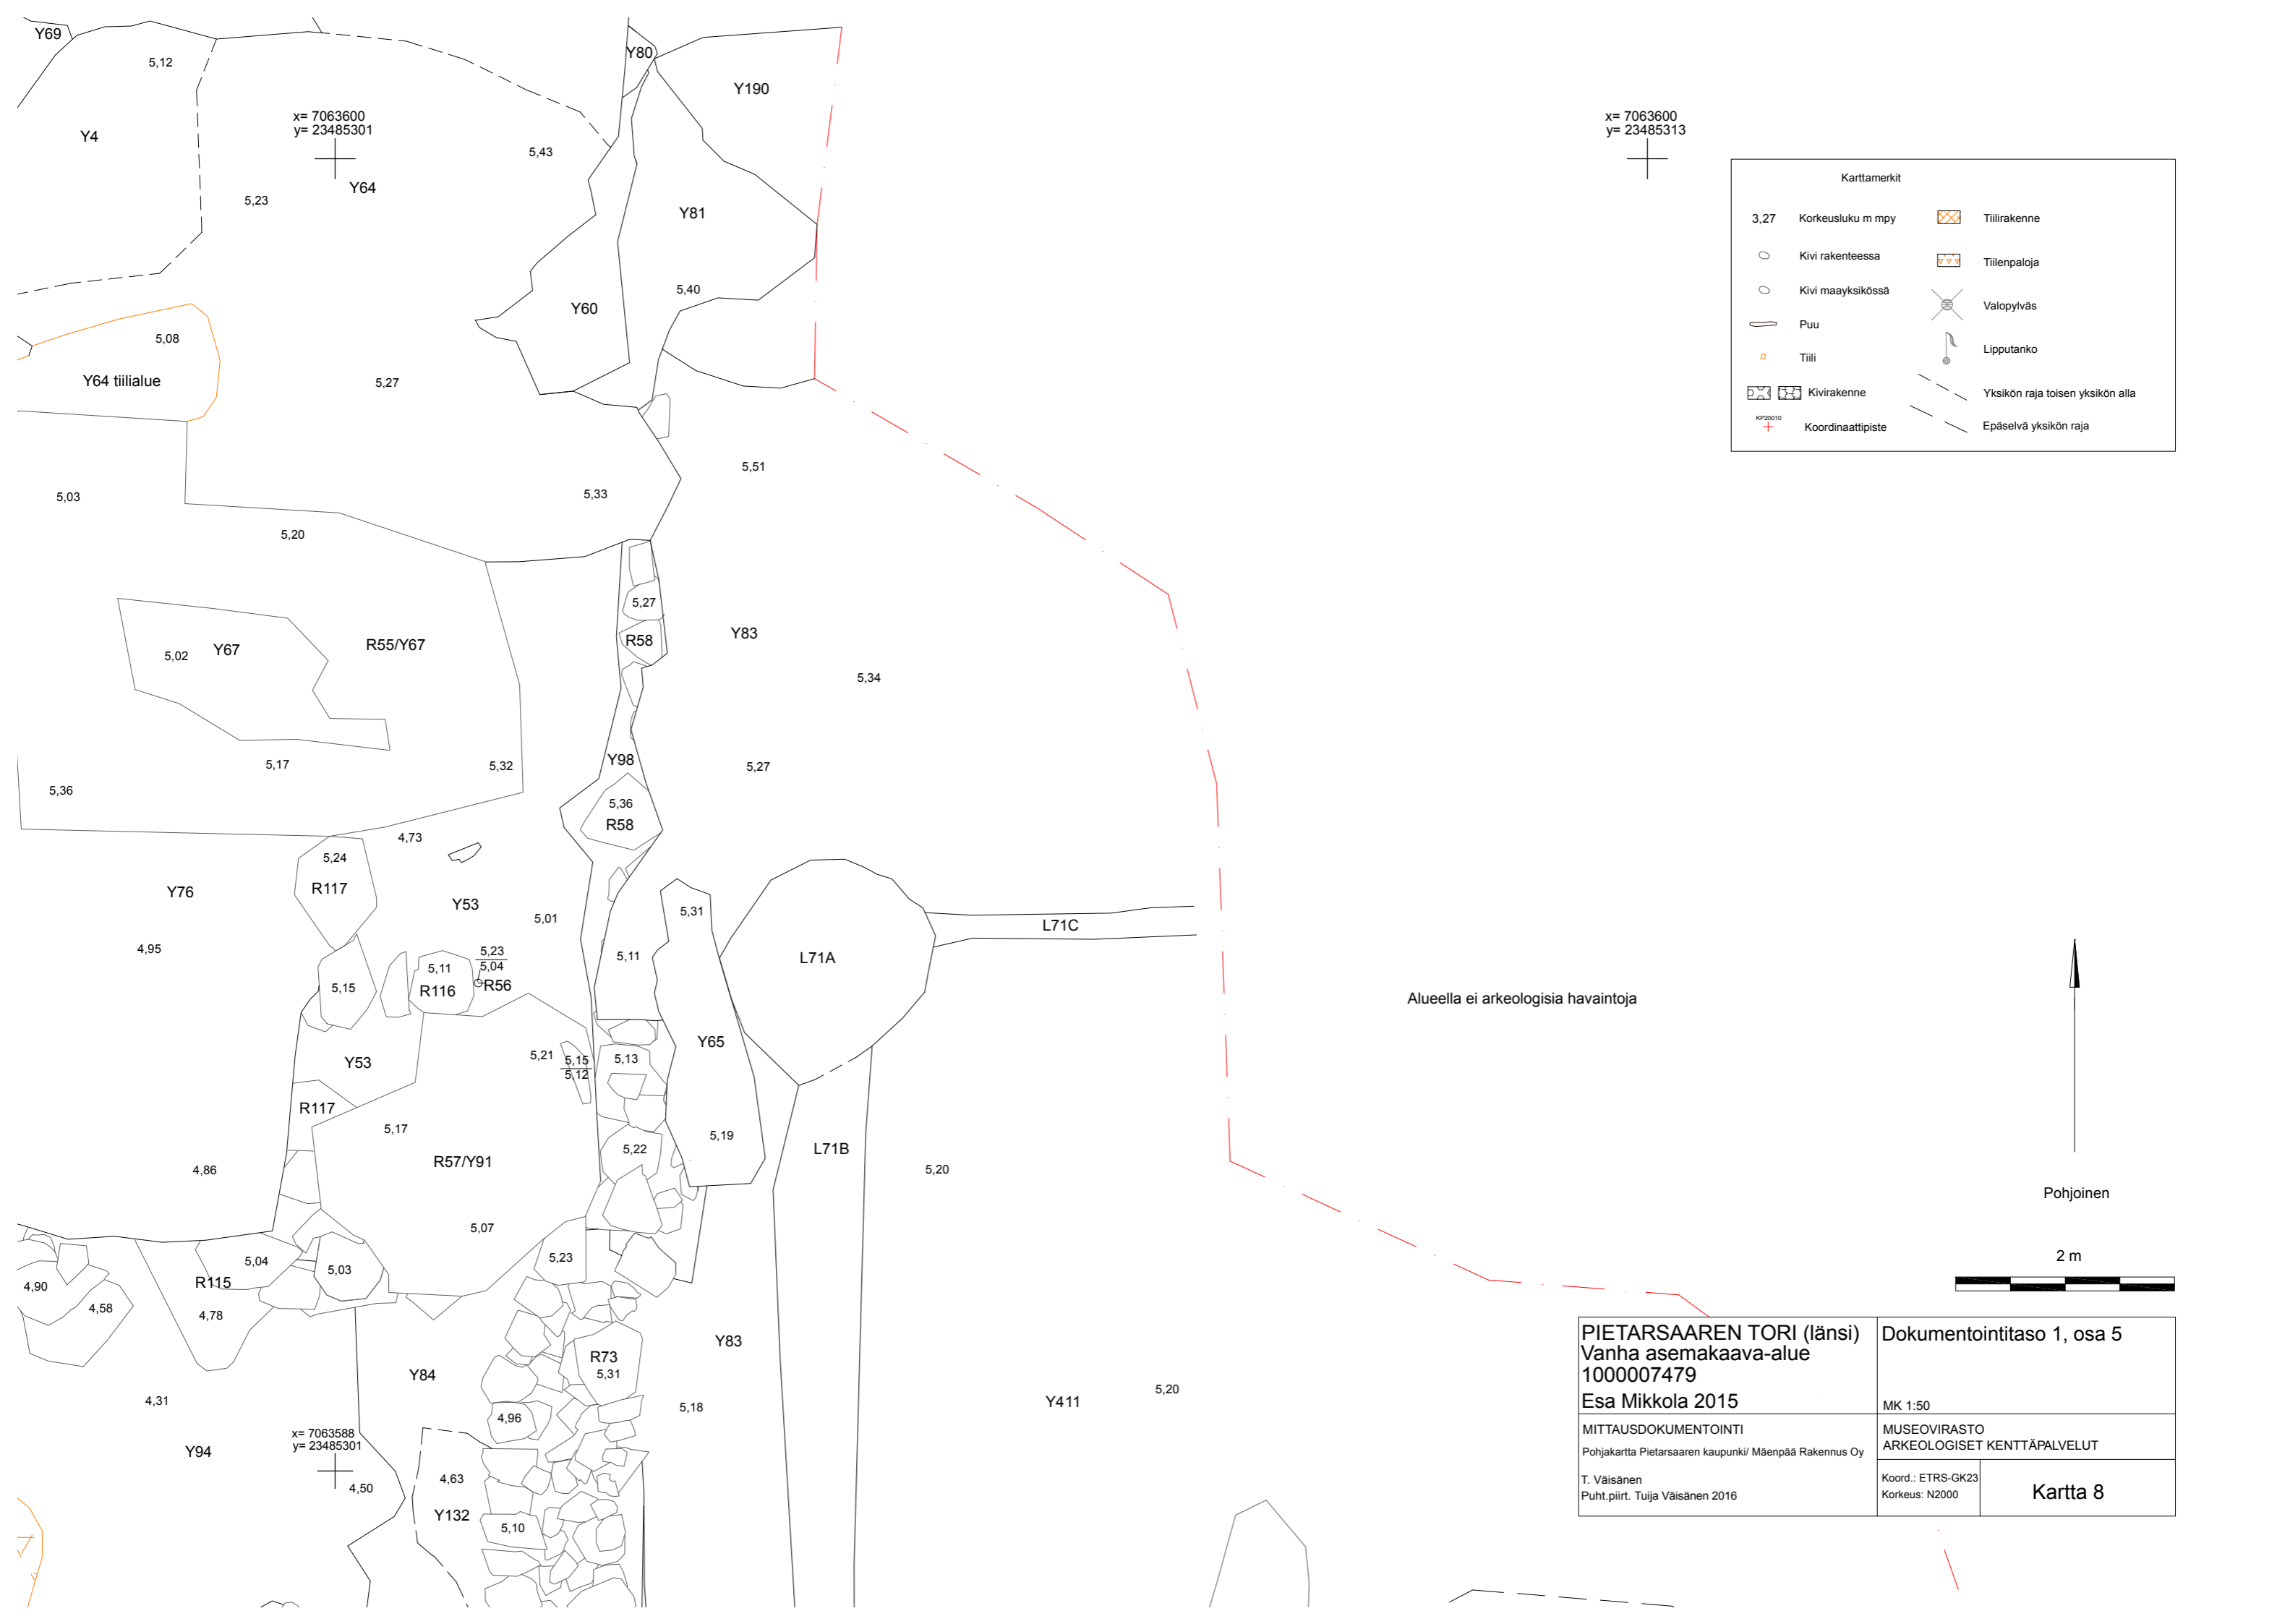 Y69
5,12
Y80
Y190
Y4
x= 7063600
y= 23485301
x= 7063600
y= 23485313
5,43
Y64
5,23
Y81
5,40
Y60
5,08
Y64 tiilialue
5,27
5,51
5,03
5,33
5,20
Karttamerkit
3,27 Korkeusluku m mpy
Kivi rakenteessa
Kivi maayksikössä
Puu
Tiili
Kivirakenne
KP20010
Koordinaattipiste
Tiilirakenne
Tiilenpaloja
Valopylväs
Lipputanko
Yksikön raja toisen yksikön alla
Epäselvä yksikön raja
5,27
R58
Y83
R55/Y67
Y67
5,02
5,34
Y98
5,17
5,32
5,27
5,36
5,36
R58
4,73
5,24
R117
Y76
Y53
5,01
5,31
L71C
4,95
5,23
5,04
5,11
R116
R56
5,11
L71A
5,15
Alueella ei arkeologisia havaintoja
Y65
Y53
5,21
5,15
5,12
5,13
R117
5,17
5,19
5,22
L71B
R57/Y91
4,86
5,20
Pohjoinen
5,07
2 m
5,04
5,03
5,23
4,90
R115
4,58
4,78
Y83
R73
5,31
Y84
4,31
5,18
5,20
Y411
4,96
x= 7063588
y= 23485301
Y94
4,50
4,63
Y132
5,10
PIETARSAAREN TORI (länsi)
Vanha asemakaava-alue
1000007479
Esa Mikkola 2015
Dokumentointitaso 1, osa 5
MK 1:50
MITTAUSDOKUMENTOINTI
Pohjakartta Pietarsaaren kaupunki/ Mäenpää Rakennus Oy
T. Väisänen
Puht.piirt. Tuija Väisänen 2016
MUSEOVIRASTO
ARKEOLOGISET KENTTÄPALVELUT
Koord.: ETRS-GK23
Korkeus: N2000
Kartta 8